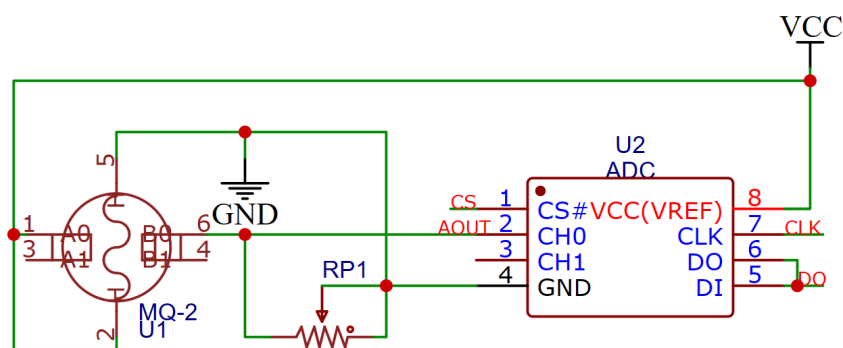 VCC
5
U2
ADC
GND
CS
1
CS#
VCC(VREF)
8
1
A0
B0
6
AOUT
2
CH0
CLK
7
CLK
3
A1
B1
4
3
CH1
DO
6
RP1
4
GND
DI
5
DO
MQ-2
2
U1